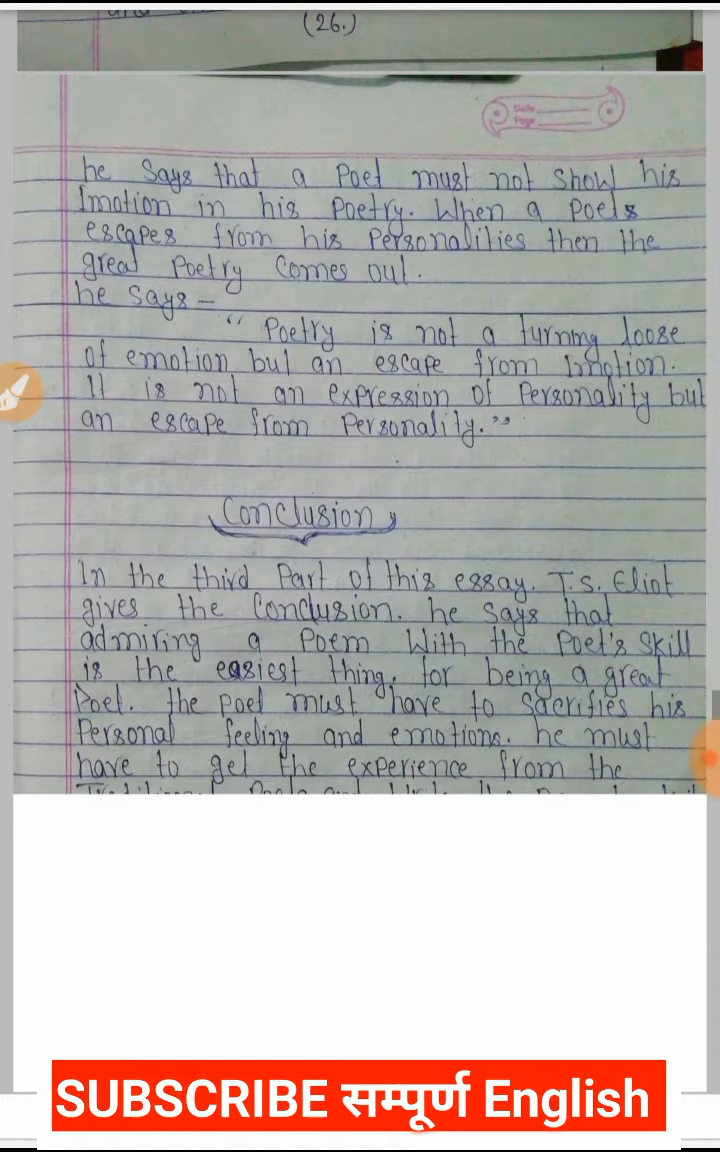 (26.)
Date
Page
he says that a Poet must not show his
Imotion in his Poetry. When a Poets
escapes from his Personalities then the
great Poetry Comes out.
he says –
“ Poetry is not a turning loose
of emotion but an escape from Imotion.
It is not an expression of Personality but
an escape from Personality.”
Conclusion
In the third Part of this essay. T.S. Eliot
gives the Conclusion. he says that
admiring a Poem With the Poet's Skill
is the easiest thing. for being a great
Poet. the poet must have to sacrifies his
Personal feeling and emotions. he must
have to get the experience from the
SUBSCRIBE सम्पूर्ण English